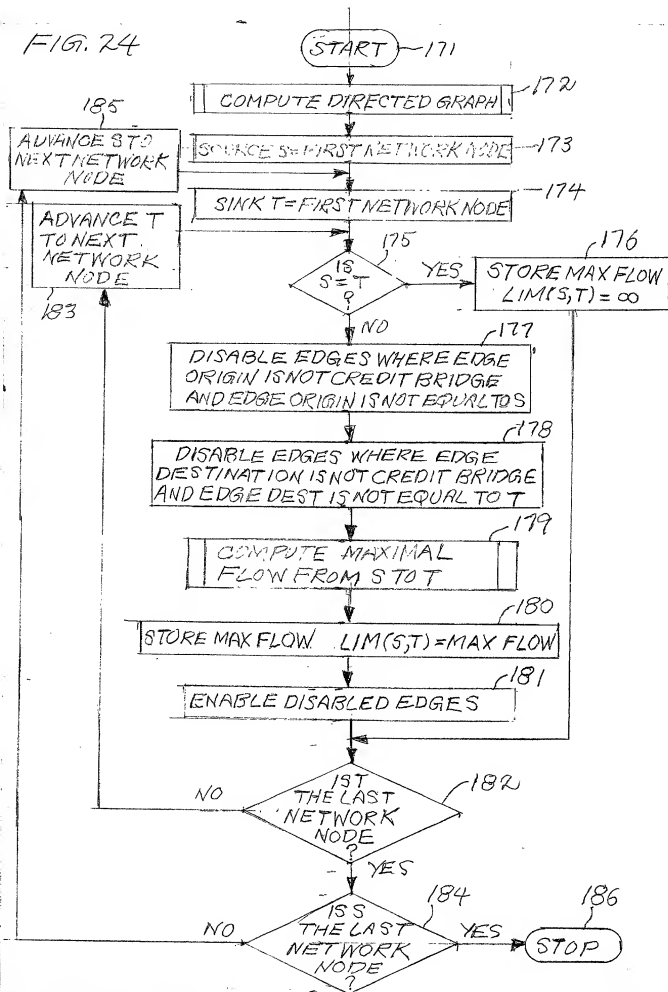 FIG. 24
START
171
172
COMPUTE DIRECTED GRAPH
185
ADVANCE S TO
NEXT NETWORK
NODE
SOURCE S=FIRST NETWORK NODE
173
174
SINK T=FIRST NETWORK NODE
ADVANCE T
TO NEXT.
NETWORK
NODE
183
175
IS
S=T
?
YES
176
STORE MAX FLOW
LIM(S,T)=∞
NO
177
DISABLE EDGES WHERE EDGE
ORIGIN IS NOT CREDIT BRIDGE
AND EDGE ORIGIN IS NOT EQUAL TO S
178
DISABLE EDGES WHERE EDGE
DESTINATION IS NOT CREDIT BRIDGE
AND EDGE DEST IS NOT EQUAL TO T
179
COMPUTE MAXIMAL
FLOW FROM S TO T
180
STORE MAX FLOW LIM(S,T)=MAX FLOW
181
ENABLE DISABLED EDGES
182
IS T
THE LAST
NETWORK
NODE
?
NO
YES
184
IS S
THE LAST
NETWORK
NODE
?
NO
YES
186
STOP